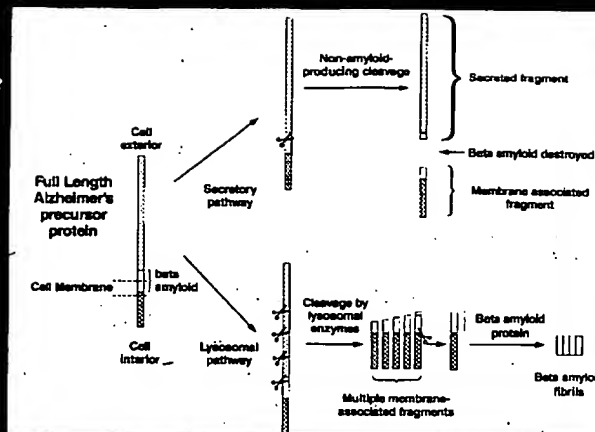 Non-amyloid-
producing cleavage
Secreted fragment
Cell
exterior
Beta amyloid destroyed
Full Length
Alzheimer's
precursor
protein
Secretory
pathway
Membrane associated
fragment
beta
amyloid
Cell Membrane
Cleavage by
lysosomal
enzymes
Beta amyloid
protein
Cell
interior
Lysosomal
pathway
Multiple membrane-
associated fragments
Beta amyloi
fibrils